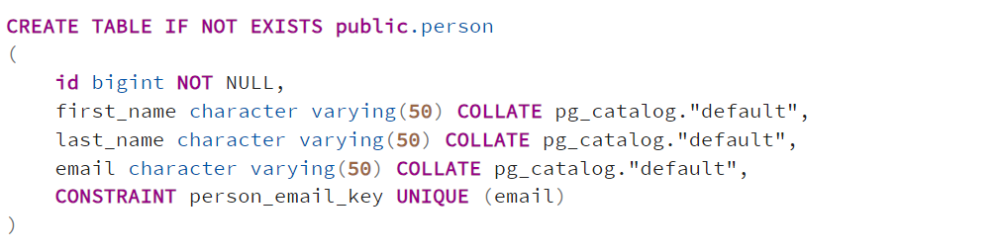 CREATE TABLE IF NOT EXISTS public.person
(
    id bigint NOT NULL,
    first_name character varying(50) COLLATE pg_catalog."default",
    last_name character varying(50) COLLATE pg_catalog."default",
    email character varying(50) COLLATE pg_catalog."default",
    CONSTRAINT person_email_key UNIQUE (email)
)